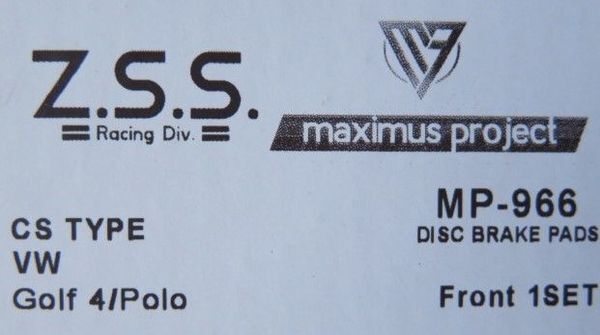 Z.S.S.
Racing Div.
maximus project
CS TYPE
VW
Golf 4/Polo
MP-966
DISC BRAKE PADS
Front 1SET